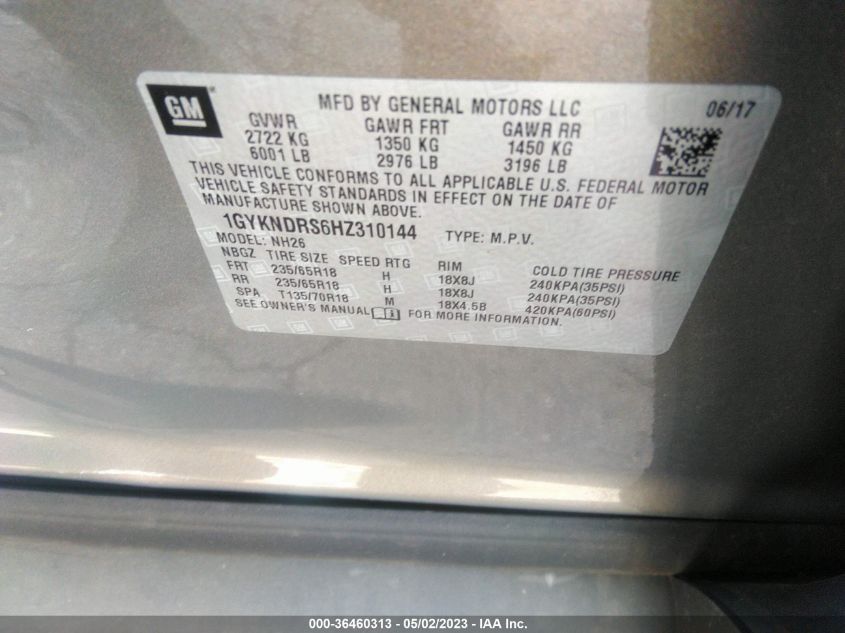 GM
MFD BY GENERAL MOTORS LLC 06/17
GVWR GAWR FRT GAWR RR
2722 KG 1350 KG 1450 KG
6001 LB 2976 LB 3196 LB
THIS VEHICLE CONFORMS TO ALL APPLICABLE U.S. FEDERAL MOTOR
VEHICLE SAFETY STANDARDS IN EFFECT ON THE DATE OF
MANUFACTURE SHOWN ABOVE.
1GYKNDRS6HZ310144 TYPE: M.P.V.
MODEL: NH26
NBGZ TIRE SIZE SPEED RTG RIM COLD TIRE PRESSURE
FRT 235/65R18 H 18X8J 240KPA(35PSI)
RR 235/65R18 H 18X8J 240KPA(35PSI)
SPA T135/70R18 M 18X4.5B 420KPA(60PSI)
SEE OWNER'S MANUAL FOR MORE INFORMATION.
000-36460313 - 05/02/2023 - IAA Inc.